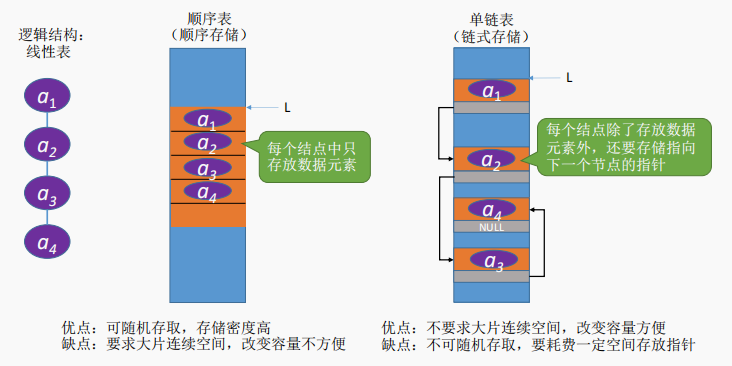 逻辑结构：
线性表
a1
a2
a3
a4
顺序表
（顺序存储）
L
a1
a2
a3
a4
每个结点中只
存放数据元素
优点：可随机存取，存储密度高
缺点：要求大片连续空间，改变容量不方便
单链表
（链式存储）
L
a1
a2
a4
NULL
a3
每个结点除了存放数据
元素外，还要存储指向
下一个节点的指针
优点：不要求大片连续空间，改变容量方便
缺点：不可随机存取，要耗费一定空间存放指针